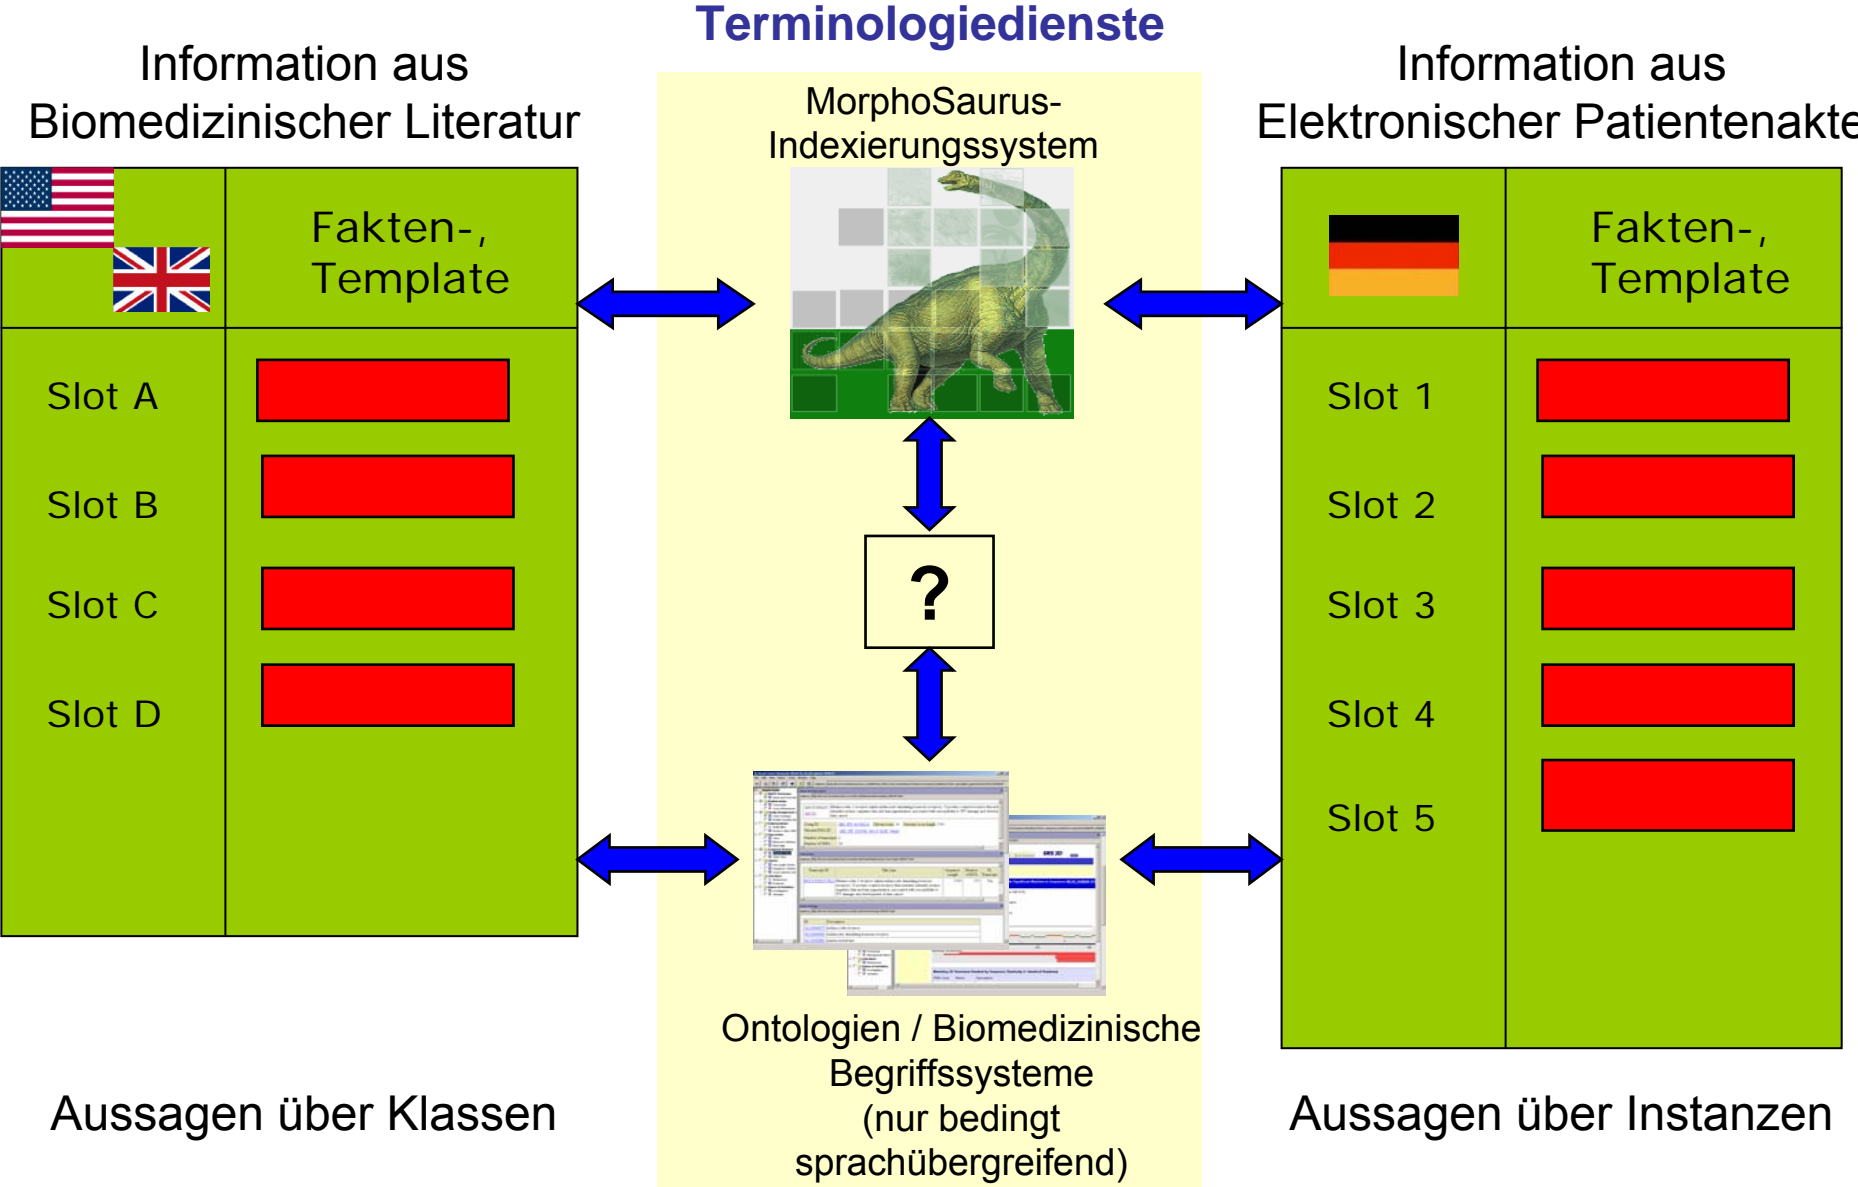 Terminologiedienste
Information aus
Biomedizinischer Literatur
Fakten-,
Template
Slot A
Slot B
Slot C
Slot D
Aussagen über Klassen
MorphoSaurus-
Indexierungssystem
?
Ontologien / Biomedizinische
Begriffssysteme
(nur bedingt
sprachübergreifend)
Information aus
Elektronischer Patientenakte
Fakten-,
Template
Slot 1
Slot 2
Slot 3
Slot 4
Slot 5
Aussagen über Instanzen